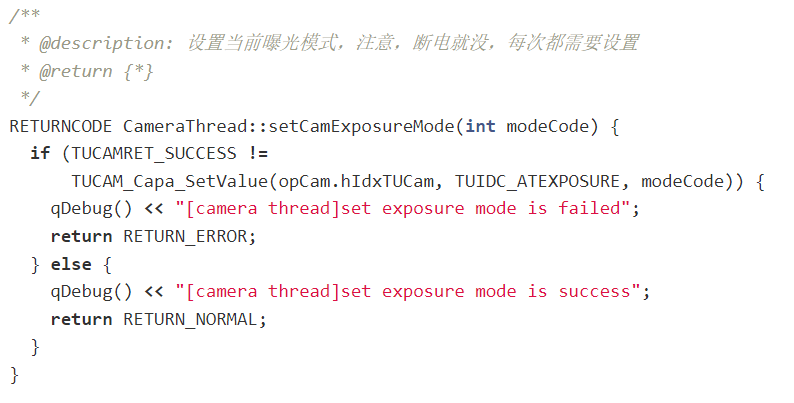 /**
 * @description: 设置当前曝光模式，注意，断电就没，每次都需要设置
 * @return {*}
 */
RETURNCODE CameraThread::setCamExposureMode(int modeCode) {
  if (TUCAMRET_SUCCESS !=
      TUCAM_Capa_SetValue(opCam.hIdxTUCam, TUIDC_ATEXPOSURE, modeCode)) {
    qDebug() << "[camera thread]set exposure mode is failed";
    return RETURN_ERROR;
  } else {
    qDebug() << "[camera thread]set exposure mode is success";
    return RETURN_NORMAL;
  }
}